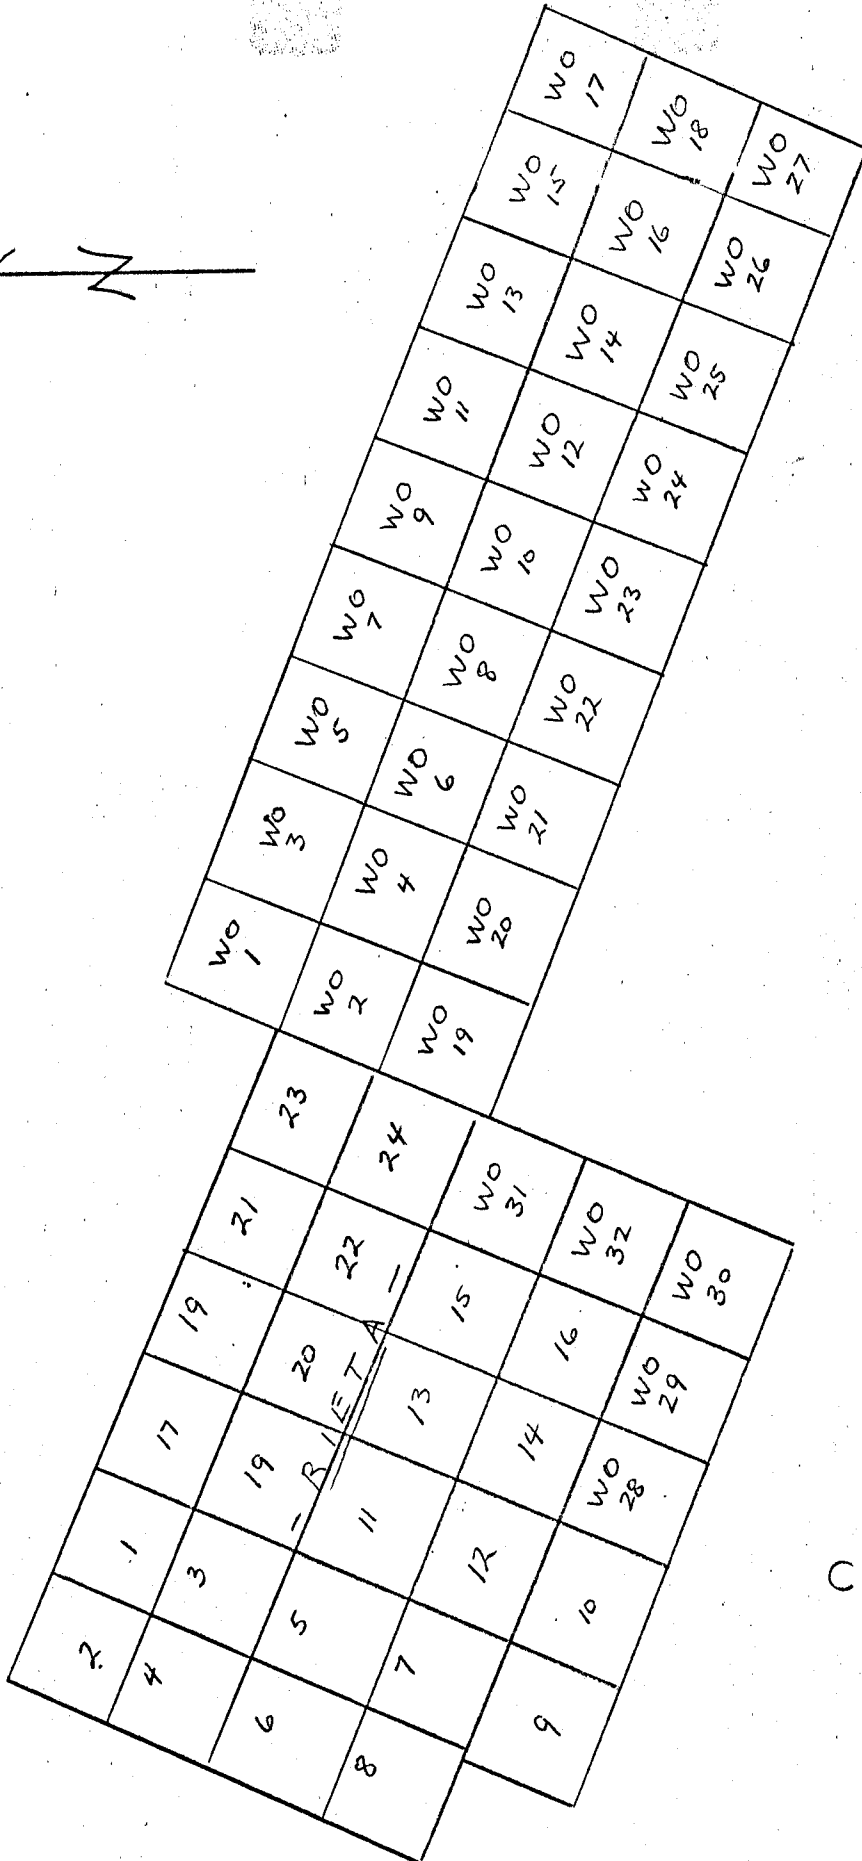 N
WO 17
WO 18
WO 27
WO 15
WO 16
WO 26
WO 13
WO 14
WO 25
WO 11
WO 12
WO 24
WO 9
WO 10
WO 23
WO 7
WO 8
WO 22
WO 5
WO 6
WO 21
WO 3
WO 4
WO 20
WO 1
WO 2
WO 19
23
24
WO 31
WO 32
WO 30
21
22
15
16
WO 29
19
20
13
14
WO 28
17
19
11
12
10
- RIETA -
1
3
5
7
9
2
4
6
8
C